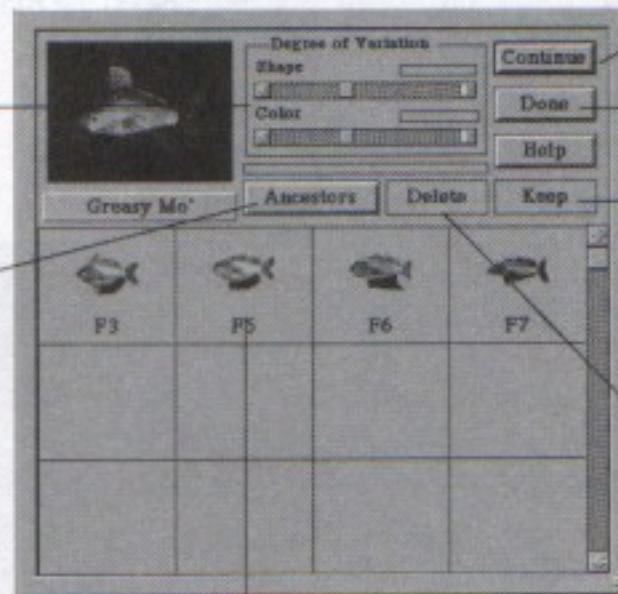 Degree of Variation
Shape
Color
Continue
Done
Help
Greasy Mo'
Ancestors
Delete
Keep
F3
F5
F6
F7